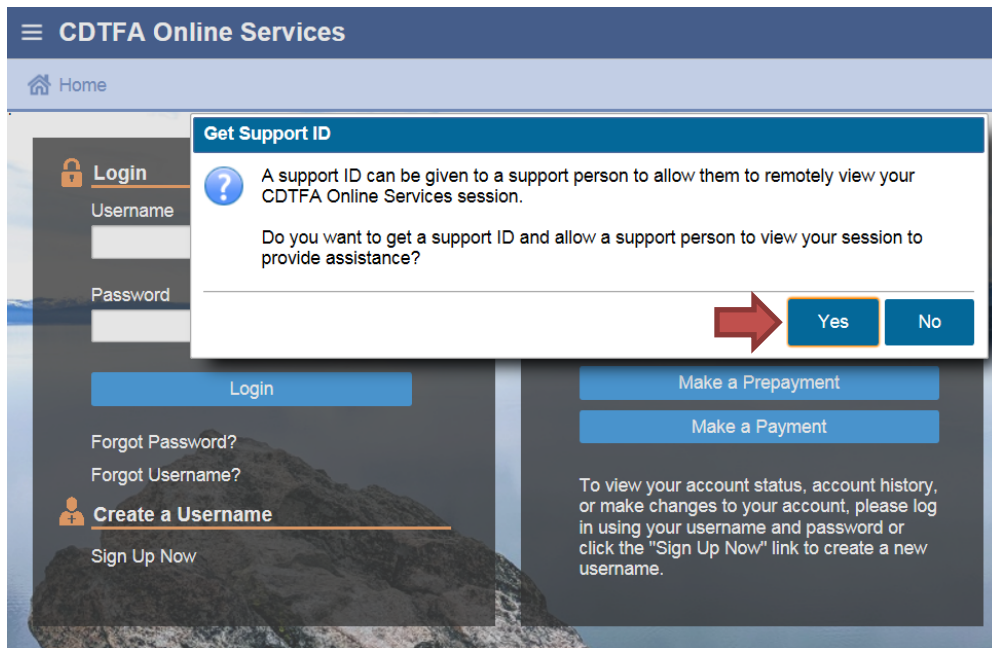 CDTFA Online Services
Home
Get Support ID
A support ID can be given to a support person to allow them to remotely view your
CDTFA Online Services session.
Do you want to get a support ID and allow a support person to view your session to
provide assistance?
Yes
No
Login
Username
Password
Login
Forgot Password?
Forgot Username?
Create a Username
Sign Up Now
Make a Prepayment
Make a Payment
To view your account status, account history,
or make changes to your account, please log
in using your username and password or
click the "Sign Up Now" link to create a new
username.